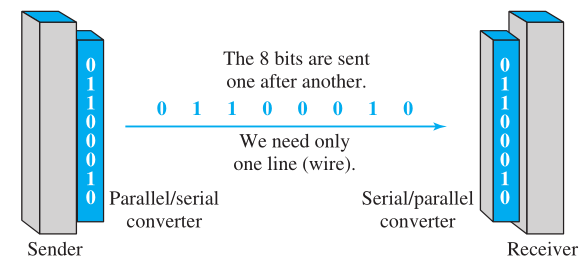 The 8 bits are sent
one after another.
0 1 1 0 0 0 1 0
We need only
one line (wire).
0
1
1
0
0
0
1
0
Parallel/serial
converter
Sender
0
1
1
0
0
0
1
0
Serial/parallel
converter
Receiver